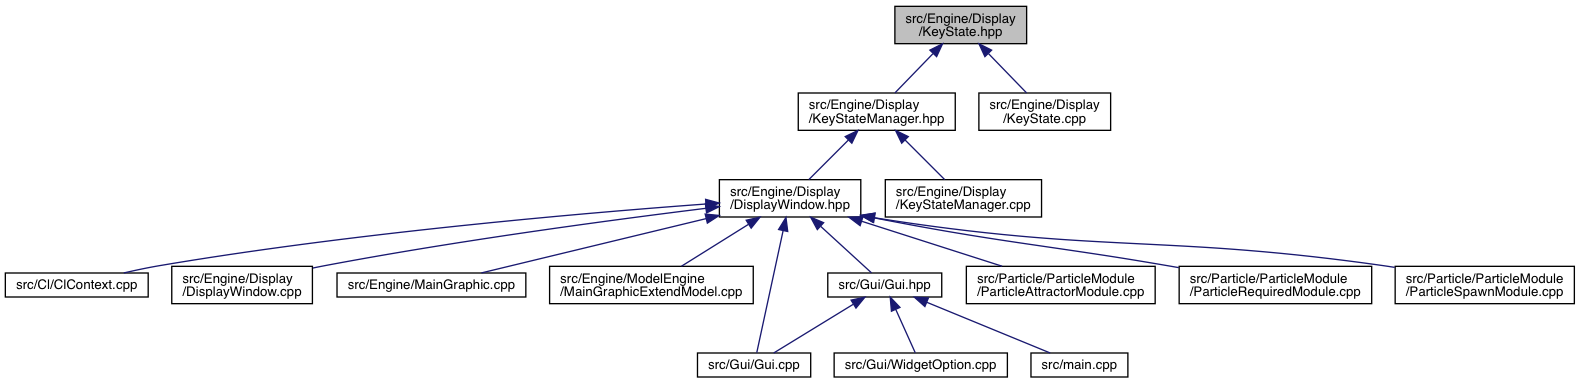 src/Engine/Display
/KeyState.hpp
src/Engine/Display
/KeyStateManager.hpp
src/Engine/Display
/KeyState.cpp
src/Engine/Display
/DisplayWindow.hpp
src/Engine/Display
/KeyStateManager.cpp
src/Cl/ClContext.cpp
src/Engine/Display
/DisplayWindow.cpp
src/Engine/MainGraphic.cpp
src/Engine/ModelEngine
/MainGraphicExtendModel.cpp
src/Gui/Gui.hpp
src/Particle/ParticleModule
/ParticleAttractorModule.cpp
src/Particle/ParticleModule
/ParticleRequiredModule.cpp
src/Particle/ParticleModule
/ParticleSpawnModule.cpp
src/Gui/Gui.cpp
src/Gui/WidgetOption.cpp
src/main.cpp